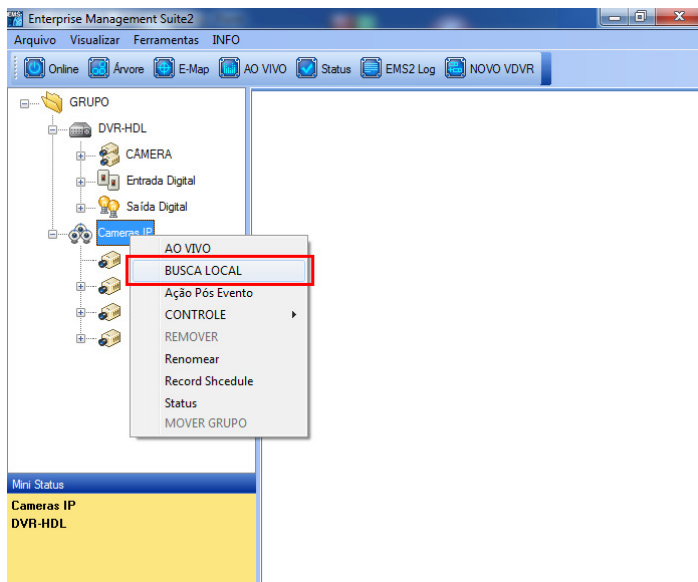 Enterprise Management Suite2
Arquivo Visualizar Ferramentas INFO
Online Árvore E-Map AO VIVO Status EMS2 Log NOVO VDVR
GRUPO
DVR-HDL
CÂMERA
Entrada Digital
Saída Digital
Cameras IP
AO VIVO
BUSCA LOCAL
Ação Pós Evento
CONTROLE
REMOVER
Renomear
Record Shcedule
Status
MOVER GRUPO
Mini Status
Cameras IP
DVR-HDL